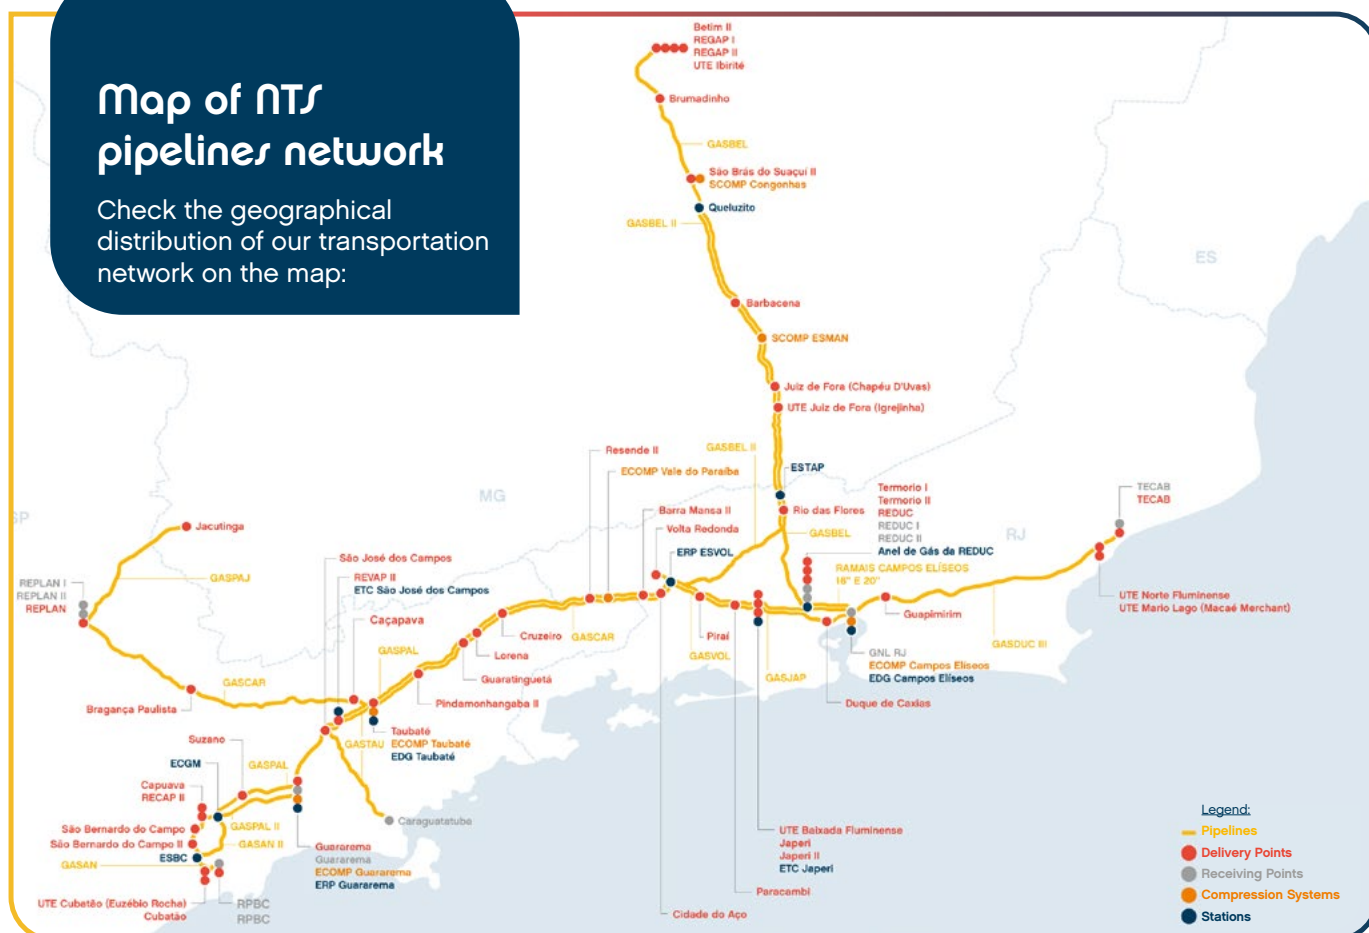 Map of NTS
pipelines network
Check the geographical
distribution of our transportation
network on the map:
Betim II
REGAP I
REGAP II
UTE Ibirité
Brumadinho
GASBEL
São Brás do Suaçuí II
SCOMP Congonhas
Queluzito
GASBEL II
ES
Barbacena
SCOMP ESMAN
Juiz de Fora (Chapéu D'Uvas)
UTE Juiz de Fora (Igrejinha)
GASBEL II
Resende II
ECOMP Vale do Paraíba
ESTAP
MG
Barra Mansa II
Rio das Flores
Volta Redonda
GASBEL
ERP ESVOL
Termorio I
Termorio II
REDUC
REDUC I
REDUC II
Anel de Gás da REDUC
RJ
TECAB
TECAB
RAMAIS CAMPOS ELÍSEOS
16" E 20"
SP
Jacutinga
São José dos Campos
REPLAN I
REPLAN II
REPLAN
GASPAJ
REVAP II
ETC São José dos Campos
Caçapava
UTE Norte Fluminense
UTE Mario Lago (Macaé Merchant)
Guapimirim
Cruzeiro
GASCAR
Piraí
GASVOL
GASJAP
GASDUC III
GNL RJ
ECOMP Campos Elíseos
EDG Campos Elíseos
Lorena
GASPAL
Guaratinguetá
GASCAR
Bragança Paulista
Pindamonhangaba II
Duque de Caxias
Taubaté
ECOMP Taubaté
EDG Taubaté
GASTAU
Suzano
ECGM
GASPAL
Capuava
RECAP II
Caraguatatuba
São Bernardo do Campo
GASPAL II
São Bernardo do Campo II
GASAN II
ESBC
GASAN
Guararema
Guararema
ECOMP Guararema
ERP Guararema
UTE Baixada Fluminense
Japeri
Japeri II
ETC Japeri
Paracambi
Cidade do Aço
UTE Cubatão (Euzébio Rocha)
Cubatão
RPBC
RPBC
Legend:
Pipelines
Delivery Points
Receiving Points
Compression Systems
Stations